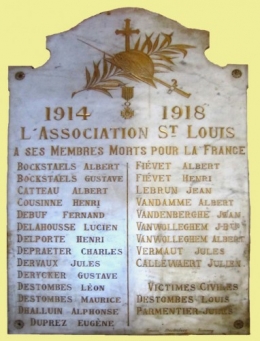 1914 1918
L'ASSOCIATION ST LOUIS
A SES MEMBRES MORTS POUR LA FRANCE
BOCKSTAELS ALBERT
BOCKSTAELS GUSTAVE
CATTEAU ALBERT
COUSINNE HENRI
DEBUF FERNAND
DELAHOUSSE LUCIEN
DELPORTE HENRI
DEPRAETER CHARLES
DERVAUX JULES
DERYCKER GUSTAVE
DESTOMBES LÉON
DESTOMBES MAURICE
DHALLUIN ALPHONSE
DUPREZ EUGÈNE
FIÉVET ALBERT
FIÉVET HENRI
LEBRUN JEAN
VANDAMME ALBERT
VANDENBERGHE JEAN
VANWOLLEGHEM
VANWOLLEGHEM ALBERT
VERMAUT JULES
CALLEWAERT JULIEN
VICTIMES CIVILES
DESTOMBES LOUIS
PARMENTIER